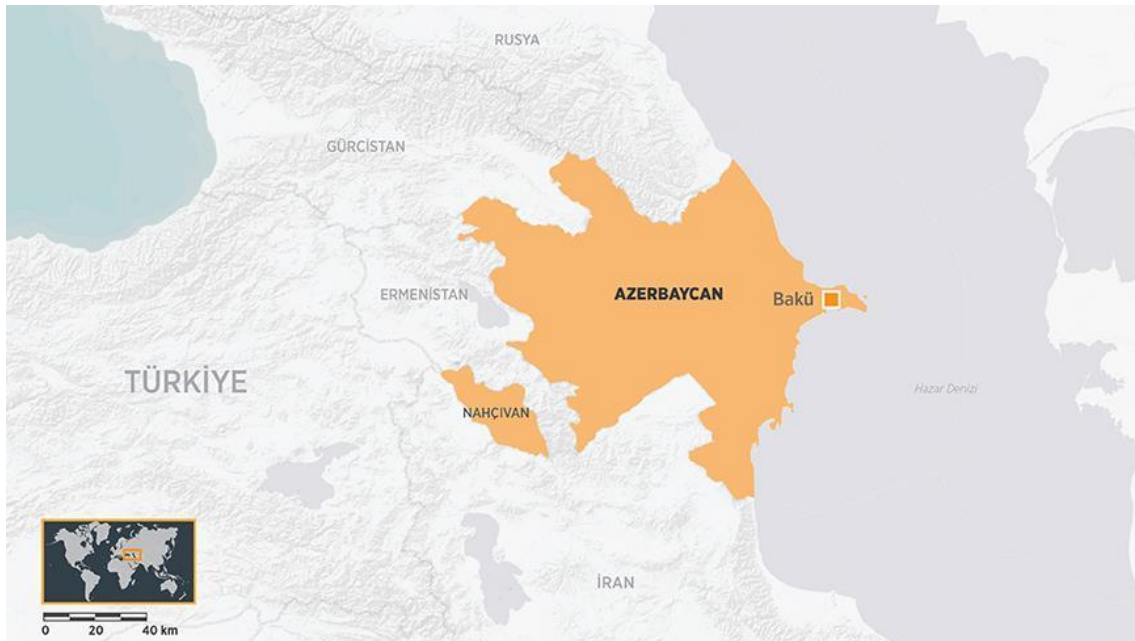 RUSYA
GÜRCİSTAN
ERMENİSTAN
AZERBAYCAN
Bakü
TÜRKİYE
NAHÇIVAN
Hazar Denizi
İRAN
0 20 40 km